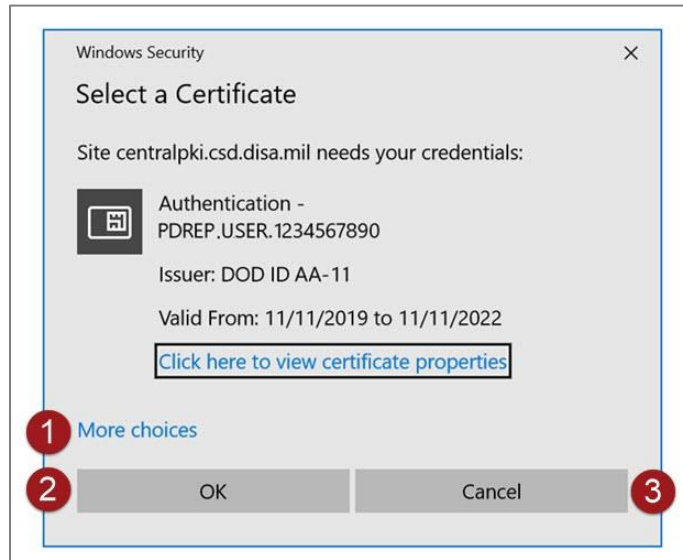 Windows Security
Select a Certificate
Site centralpki.csd.disa.mil needs your credentials:
Authentication -
PDREP.USER.1234567890
Issuer: DOD ID AA-11
Valid From: 11/11/2019 to 11/11/2022
Click here to view certificate properties
1 More choices
2 OK Cancel 3